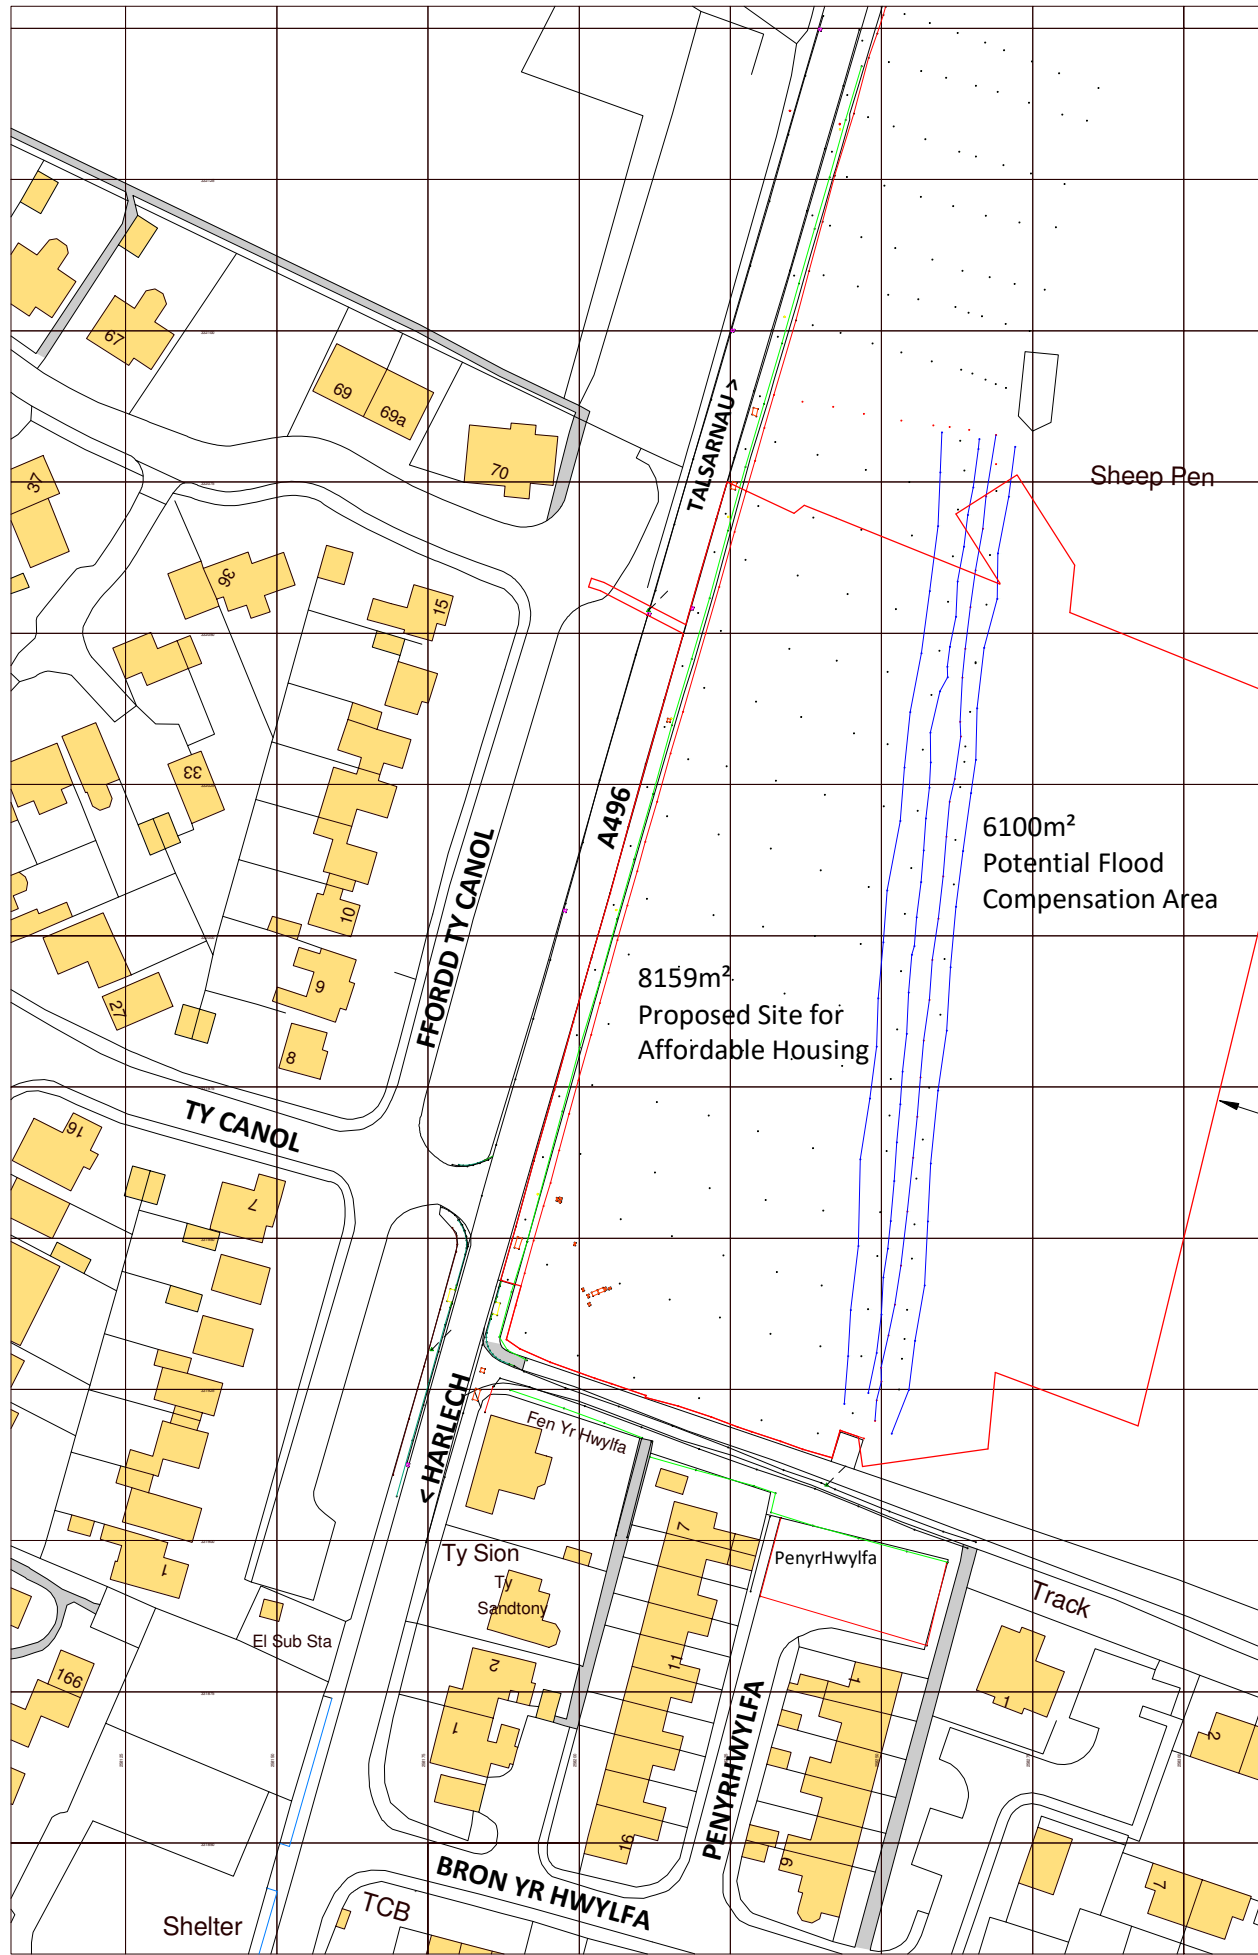 67
69
69a
70
37
36
15
33
10
9
8
27
16
7
1
166
TALSARNAU >
Sheep Pen
A496
FFORDD TY CANOL
TY CANOL
6100m²
Potential Flood
Compensation Area
8159m²
Proposed Site for
Affordable Housing
< HARLECH
Fen Yr Hwylfa
Ty Sion
Ty
Sandtony
El Sub Sta
2
1
7
11
16
PenyrHwylfa
PENYRHWYLFA
Track
1
6
1
2
7
BRON YR HWYLFA
TCB
Shelter